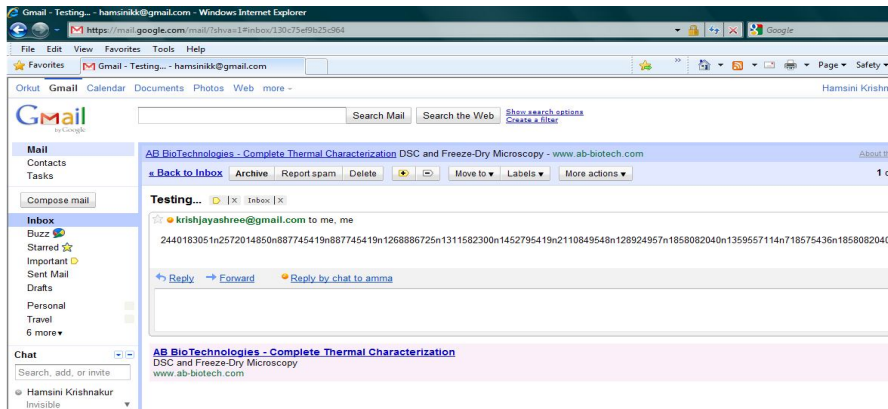 Gmail - Testing... - hamsinikk@gmail.com - Windows Internet Explorer
https://mail.google.com/mail/?shva=1#inbox/130c75ef9b25c964
Google
File Edit View Favorites Tools Help
Favorites Gmail - Testing... - hamsinikk@gmail.com Page Safety
Orkut Gmail Calendar Documents Photos Web more Hamsini Krishn
Gmail
by Google
Search Mail Search the Web Show search options
Create a filter
Mail
Contacts
Tasks
Compose mail
Inbox
Buzz
Starred
Important
Sent Mail
Drafts
Personal
Travel
6 more
Chat
Search, add, or invite
Hamsini Krishnakur
Invisible
AB BioTechnologies - Complete Thermal Characterization DSC and Freeze-Dry Microscopy - www.ab-biotech.com About th
« Back to Inbox Archive Report spam Delete Move to Labels More actions 1 o
Testing... X Inbox X
krishjayashree@gmail.com to me, me
2440183051n2572014850n887745419n887745419n1268886725n1311582300n1452795419n2110849548n128924957n1858082040n1359557114n718575436n1858082040
Reply Forward Reply by chat to amma
AB BioTechnologies - Complete Thermal Characterization
DSC and Freeze-Dry Microscopy
www.ab-biotech.com